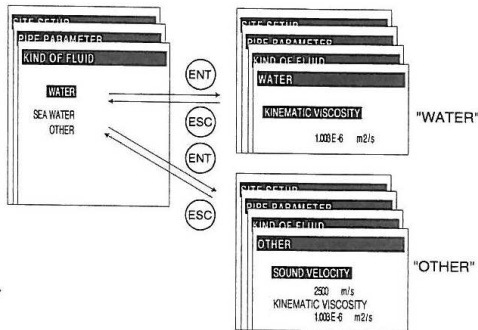 SITE SETUP
PIPE PARAMETER
KIND OF FLUID
WATER
SEA WATER
OTHER
ENT
ESC
ENT
ESC
SITE SETUP
PIPE PARAMETER
KIND OF FLUID
WATER
KINEMATIC VISCOSITY
1.003E-6 m2/s
"WATER"
SITE SETUP
PIPE PARAMETER
KIND OF FLUID
OTHER
SOUND VELOCITY
2500 m/s
KINEMATIC VISCOSITY
1.003E-6 m2/s
"OTHER"